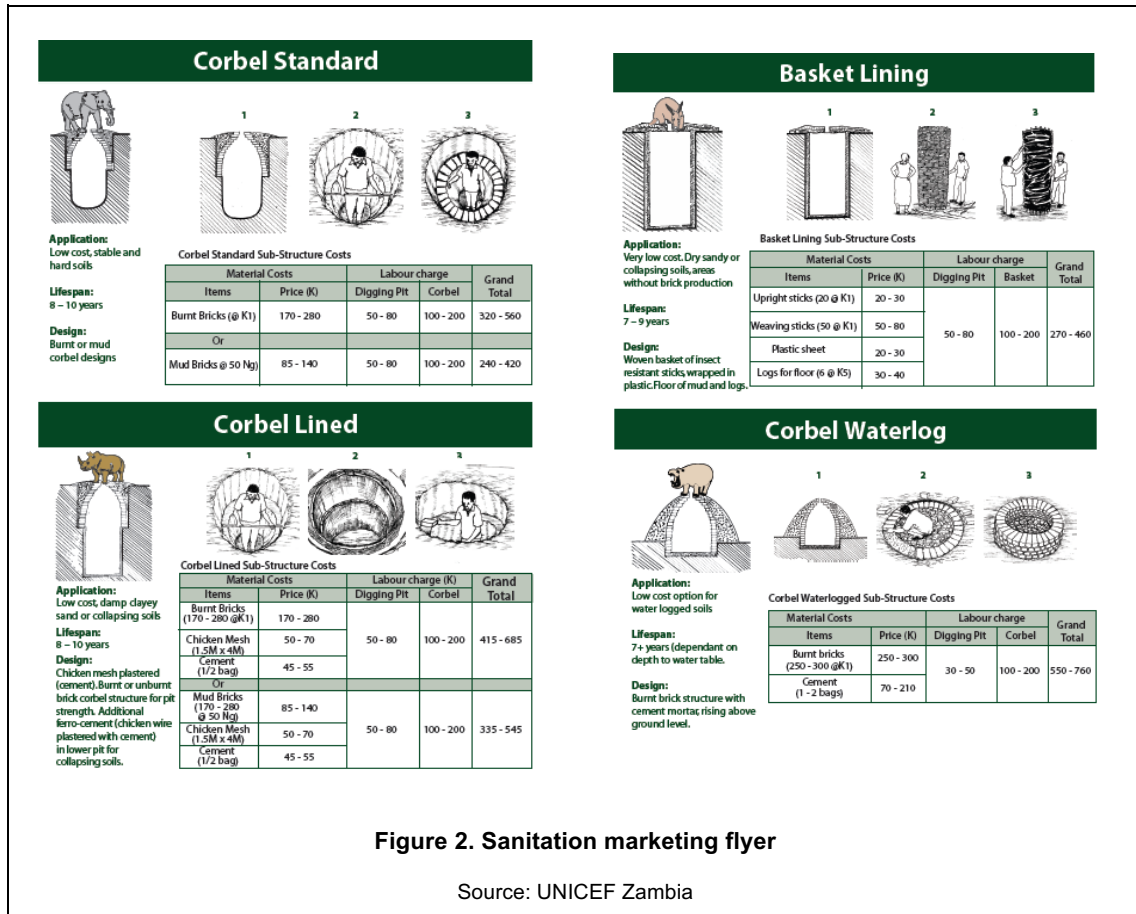 Corbel Standard
1
2
3
Application:
Low cost, stable and
hard soils
Lifespan:
8 – 10 years
Design:
Burnt or mud
corbel designs
Corbel Standard Sub-Structure Costs
Material Costs Labour charge Grand Total
Items Price (K) Digging Pit Corbel
Burnt Bricks (@ K1) 170 - 280 50 - 80 100 - 200 320 - 560
Or
Mud Bricks @ 50 Ng) 85 - 140 50 - 80 100 - 200 240 - 420
Basket Lining
1
2
3
Application:
Very low cost. Dry sandy or
collapsing soils, areas
without brick production
Lifespan:
7 – 9 years
Design:
Woven basket of insect
resistant sticks, wrapped in
plastic. Floor of mud and logs.
Basket Lining Sub-Structure Costs
Material Costs Labour charge Grand Total
Items Price (K) Digging Pit Basket
Upright sticks (20 @ K1) 20 - 30
Weaving sticks (50 @ K1) 50 - 80
Plastic sheet 20 - 30
Logs for floor (6 @ K5) 30 - 40
50 - 80 100 - 200 270 - 460
Corbel Lined
1
2
3
Application:
Low cost, damp clayey
sand or collapsing soils
Lifespan:
8 – 10 years
Design:
Chicken mesh plastered
(cement). Burnt or unburnt
brick corbel structure for pit
strength. Additional
ferro-cement (chicken wire
plastered with cement)
in lower pit for
collapsing soils.
Corbel Lined Sub-Structure Costs
Material Costs Labour charge (K) Grand Total
Items Price (K) Digging Pit Corbel
Burnt Bricks
(170 - 280 @K1) 170 - 280
Chicken Mesh
(1.5M x 4M) 50 - 70
Cement
(1/2 bag) 45 - 55
50 - 80 100 - 200 415 - 685
Or
Mud Bricks
(170 - 280
@ 50 Ng) 85 - 140
Chicken Mesh
(1.5M x 4M) 50 - 70
Cement
(1/2 bag) 45 - 55
50 - 80 100 - 200 335 - 545
Corbel Waterlog
1
2
3
Application:
Low cost option for
water logged soils
Lifespan:
7+ years (dependant on
depth to water table.
Design:
Burnt brick structure with
cement mortar, rising above
ground level.
Corbel Waterlogged Sub-Structure Costs
Material Costs Labour charge Grand Total
Items Price (K) Digging Pit Corbel
Burnt bricks
(250 - 300 @K1) 250 - 300
Cement
(1 - 2 bags) 70 - 210
30 - 50 100 - 200 550 - 760
Figure 2. Sanitation marketing flyer
Source: UNICEF Zambia